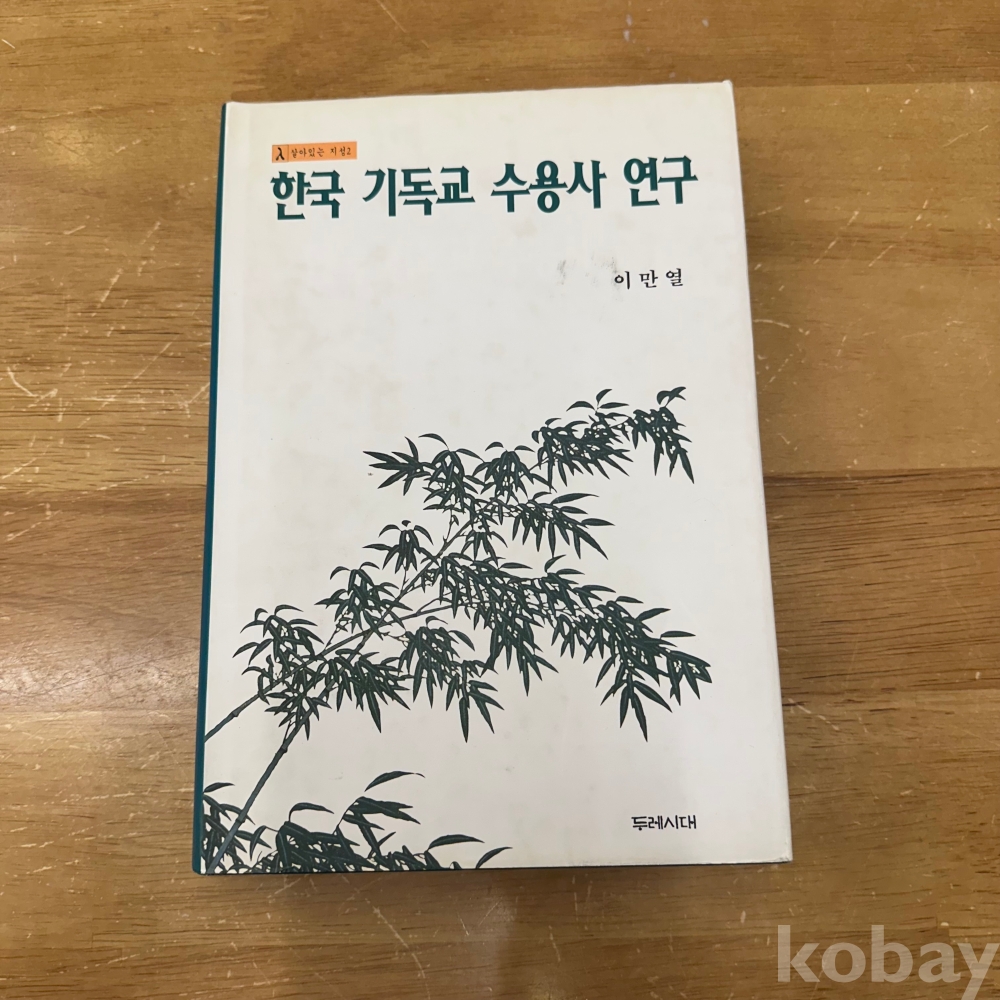 λ 살아있는 지성2
한국 기독교 수용사 연구
이만열
두레시대
kobay